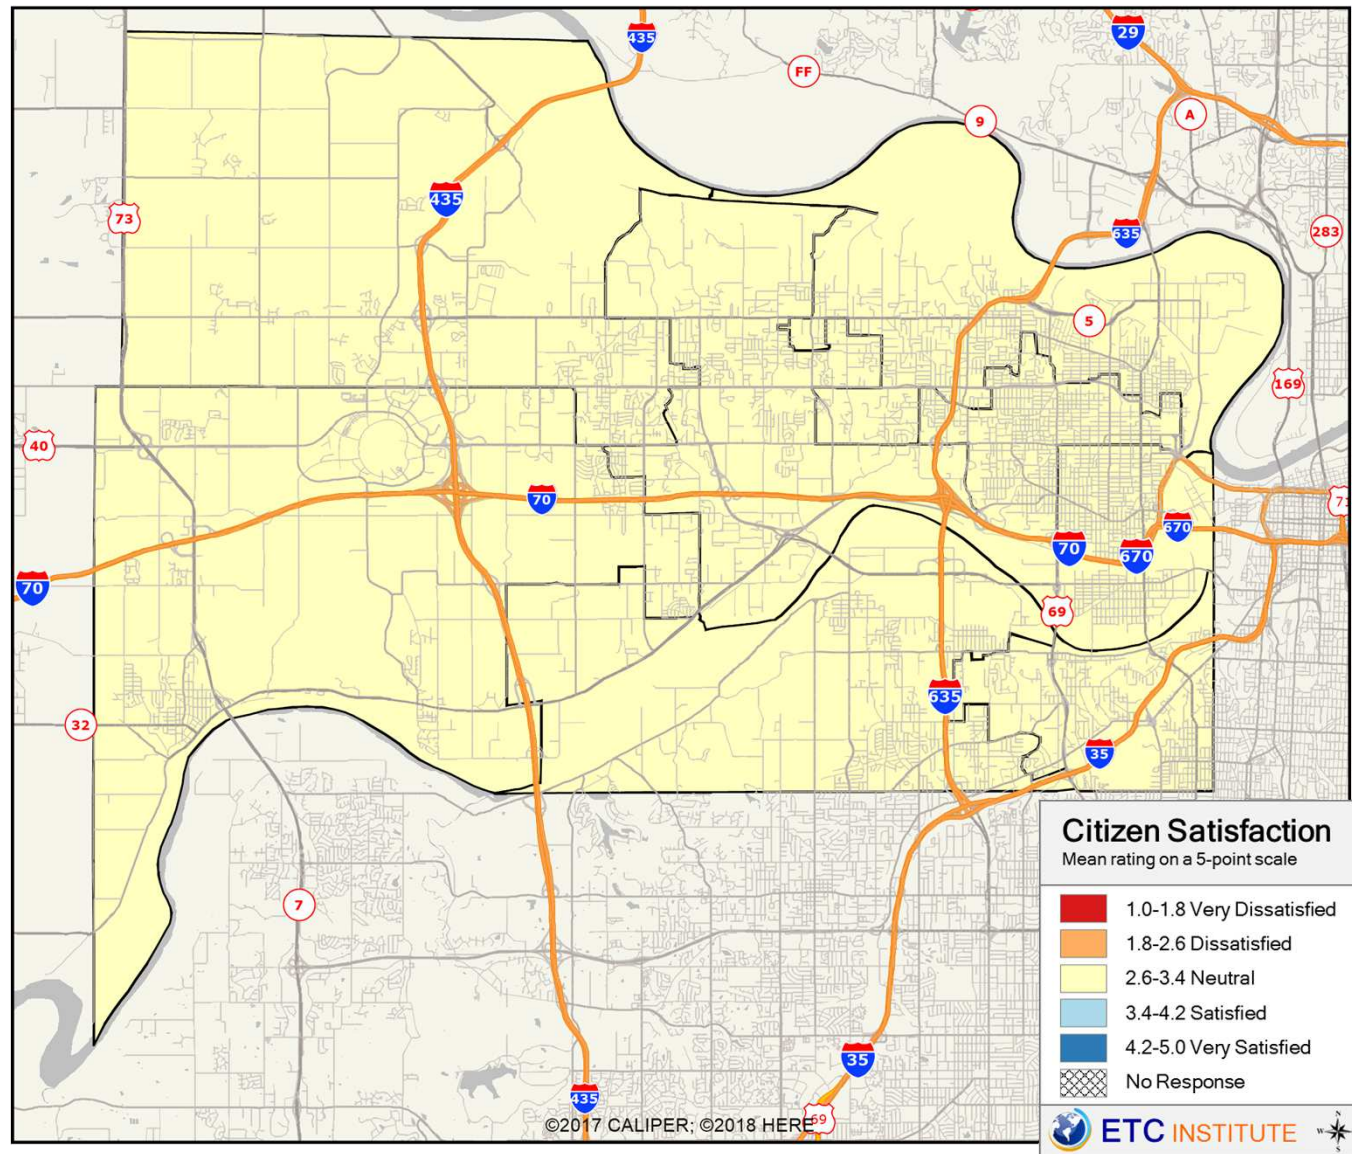 435
29
FF
A
9
435
73
635
283
5
169
40
70
71
670
70
670
70
69
635
32
35
7
35
435
69
©2017 CALIPER; ©2018 HERE
Citizen Satisfaction
Mean rating on a 5-point scale
1.0-1.8 Very Dissatisfied
1.8-2.6 Dissatisfied
2.6-3.4 Neutral
3.4-4.2 Satisfied
4.2-5.0 Very Satisfied
No Response
ETC INSTITUTE
N
W
S